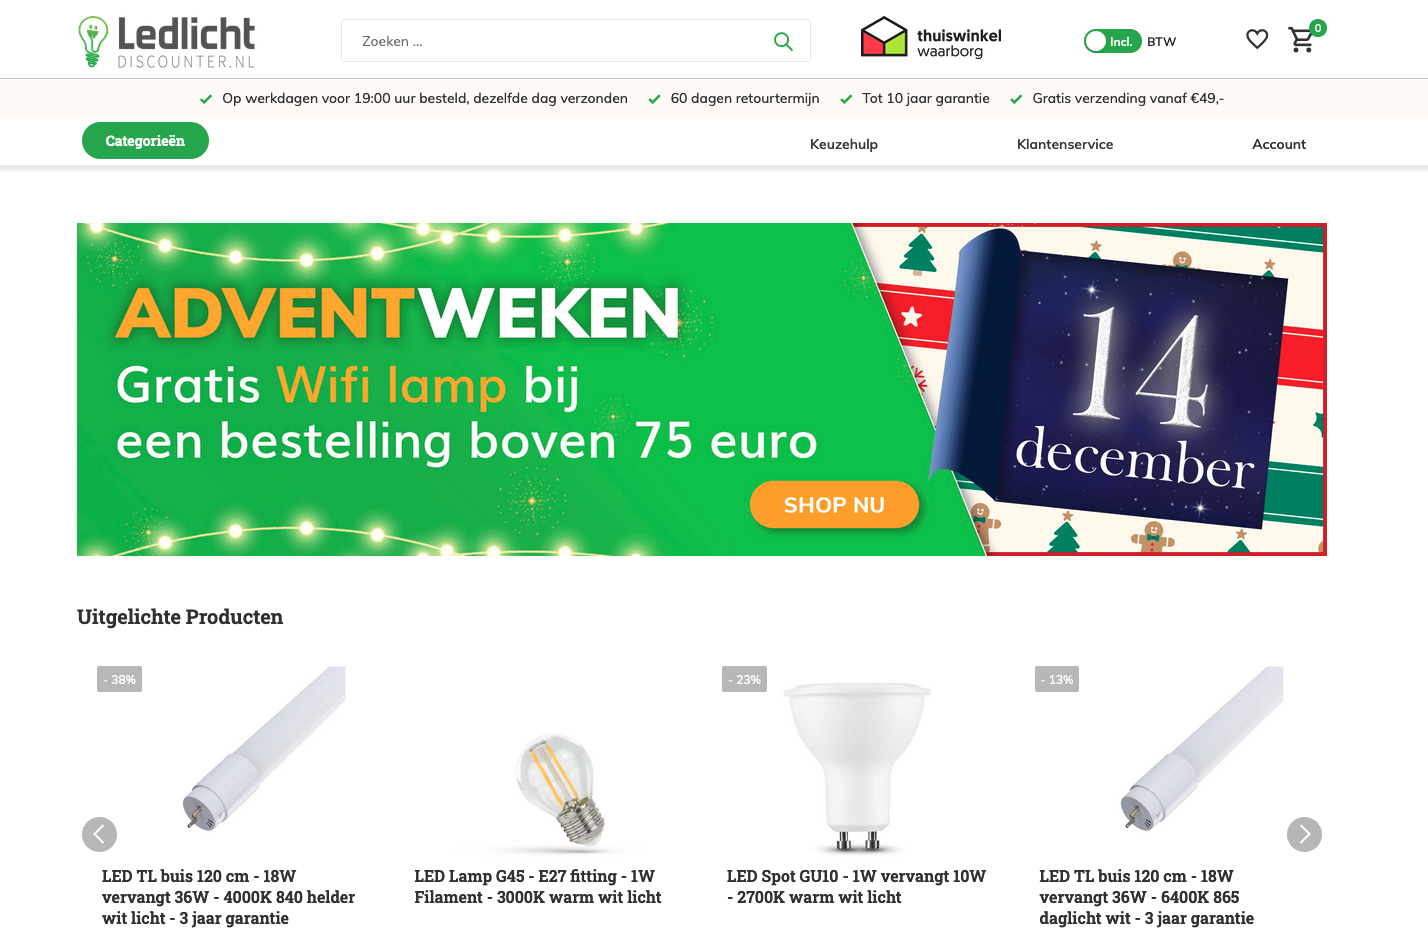 Ledlicht
DISCOUNTER.NL
Zoeken ...
thuiswinkel
waarborg
Incl. BTW
0
Op werkdagen voor 19:00 uur besteld, dezelfde dag verzonden
60 dagen retourtermijn
Tot 10 jaar garantie
Gratis verzending vanaf €49,-
Categorieën
Keuzehulp
Klantenservice
Account
ADVENTWEKEN
Gratis Wifi lamp bij
een bestelling boven 75 euro
SHOP NU
14
december
Uitgelichte Producten
- 38%
LED TL buis 120 cm - 18W
vervangt 36W - 4000K 840 helder
wit licht - 3 jaar garantie
LED Lamp G45 - E27 fitting - 1W
Filament - 3000K warm wit licht
- 23%
LED Spot GU10 - 1W vervangt 10W
- 2700K warm wit licht
- 13%
LED TL buis 120 cm - 18W
vervangt 36W - 6400K 865
daglicht wit - 3 jaar garantie